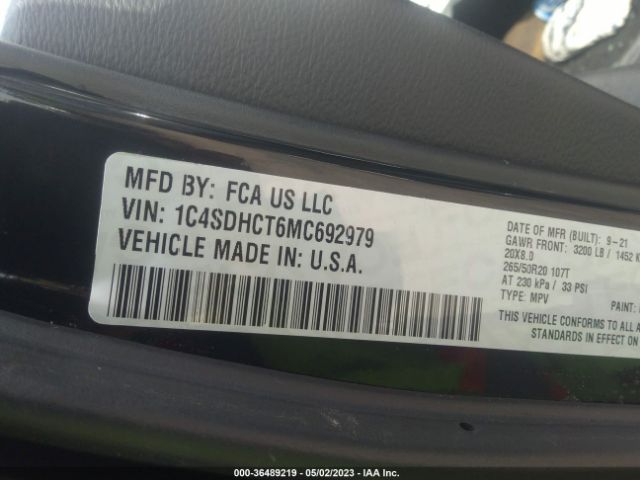 MFD BY: FCA US LLC
VIN: 1C4SDHCT6MC692979
VEHICLE MADE IN: U.S.A.
DATE OF MFR (BUILT): 9-21
GAWR FRONT: 3200 LB / 1452 K
20X8.0
265/50R20 107T
AT 230 kPa / 33 PSI
TYPE: MPV
PAINT:
THIS VEHICLE CONFORMS TO ALL A
STANDARDS IN EFFECT ON
000-36489219 - 05/02/2023 - IAA Inc.